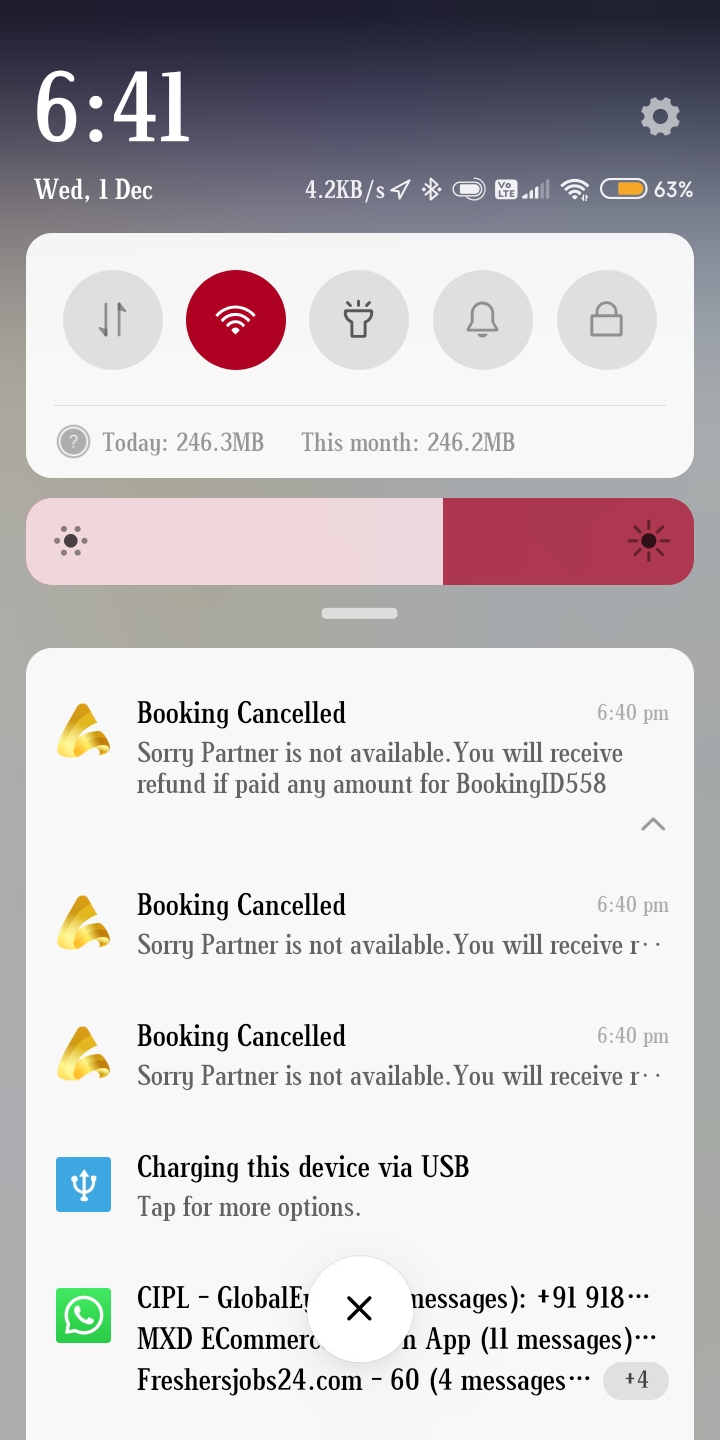 6:41
Wed, 1 Dec
4.2KB/s
Vo
LTE
63%
?
Today: 246.3MB This month: 246.2MB
Booking Cancelled 6:40 pm
Sorry Partner is not available.You will receive
refund if paid any amount for BookingID558
Booking Cancelled 6:40 pm
Sorry Partner is not available.You will receive r··
Booking Cancelled 6:40 pm
Sorry Partner is not available.You will receive r··
Charging this device via USB
Tap for more options.
CIPL - messages): +91 918···
MXD App (11 messages)···
Freshersjobs24.com - 60 (4 messages··· +4